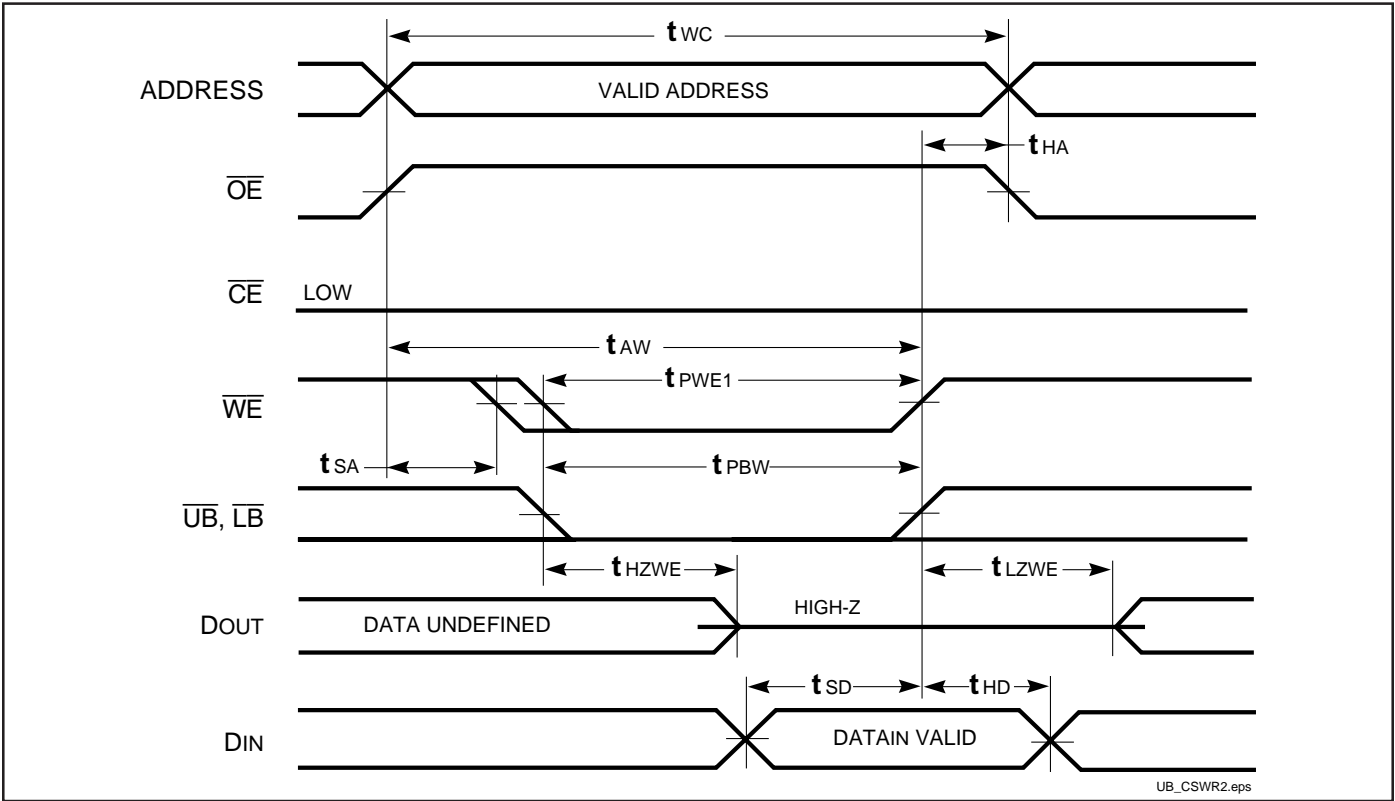 tWC
ADDRESS VALID ADDRESS
tHA
OE
CE LOW
tAW
tPWE1
WE
tSA tPBW
UB, LB
tHZWE tLZWE
DOUT DATA UNDEFINED HIGH-Z
tSD tHD
DIN DATAIN VALID
UB_CSWR2.eps